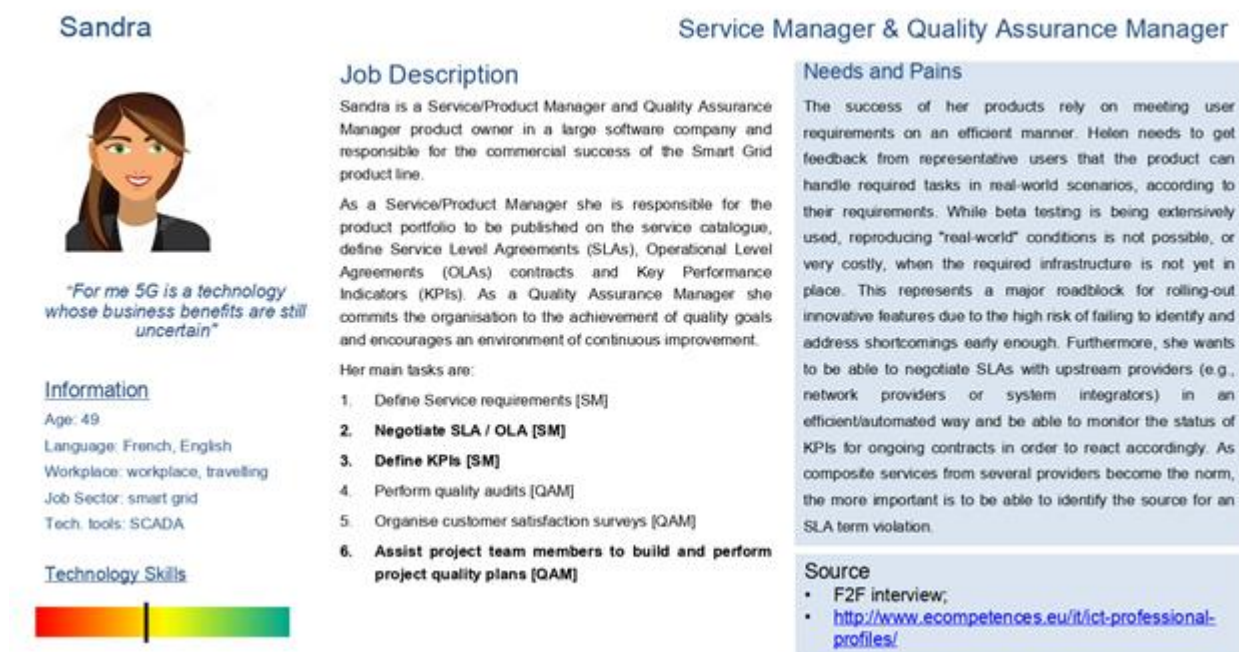 Sandra
Service Manager & Quality Assurance Manager
"For me 5G is a technology
whose business benefits are still
uncertain"
Information
Age: 49
Language: French, English
Workplace: workplace, travelling
Job Sector: smart grid
Tech. tools: SCADA
Technology Skills
Job Description
Sandra is a Service/Product Manager and Quality Assurance
Manager product owner in a large software company and
responsible for the commercial success of the Smart Grid
product line.
As a Service/Product Manager she is responsible for the
product portfolio to be published on the service catalogue,
define Service Level Agreements (SLAs), Operational Level
Agreements (OLAs) contracts and Key Performance
Indicators (KPIs). As a Quality Assurance Manager she
commits the organisation to the achievement of quality goals
and encourages an environment of continuous improvement.
Her main tasks are:
1. Define Service requirements [SM]
2. Negotiate SLA / OLA [SM]
3. Define KPIs [SM]
4. Perform quality audits [QAM]
5. Organise customer satisfaction surveys [QAM]
6. Assist project team members to build and perform
project quality plans [QAM]
Needs and Pains
The success of her products rely on meeting user
requirements on an efficient manner. Helen needs to get
feedback from representative users that the product can
handle required tasks in real-world scenarios, according to
their requirements. While beta testing is being extensively
used, reproducing "real-world" conditions is not possible, or
very costly, when the required infrastructure is not yet in
place. This represents a major roadblock for rolling-out
innovative features due to the high risk of failing to identify and
address shortcomings early enough. Furthermore, she wants
to be able to negotiate SLAs with upstream providers (e.g.,
network providers or system integrators) in an
efficient/automated way and be able to monitor the status of
KPIs for ongoing contracts in order to react accordingly. As
composite services from several providers become the norm,
the more important is to be able to identify the source for an
SLA term violation.
Source
• F2F interview;
• http://www.ecompetences.eu/it/ict-professional-
profiles/